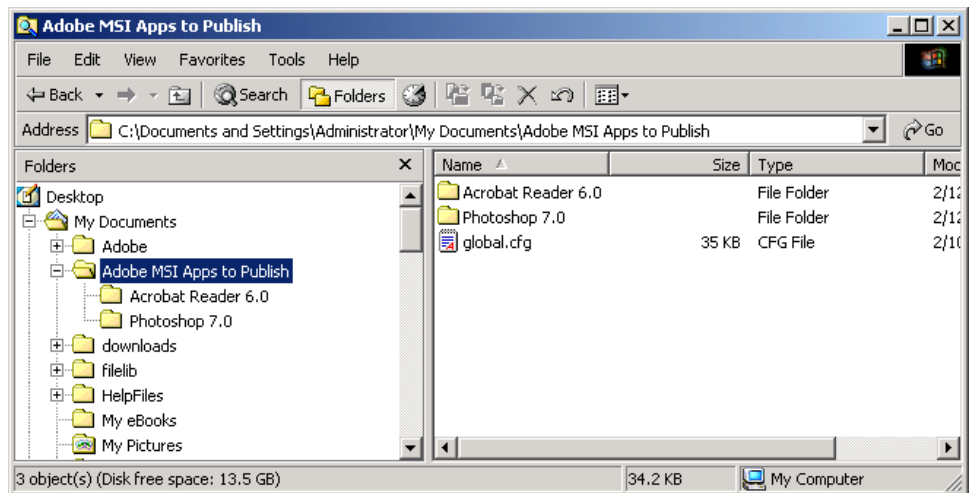 Adobe MSI Apps to Publish
File Edit View Favorites Tools Help
Back Search Folders
Address C:\Documents and Settings\Administrator\My Documents\Adobe MSI Apps to Publish Go
Folders
Desktop
My Documents
Adobe
Adobe MSI Apps to Publish
Acrobat Reader 6.0
Photoshop 7.0
downloads
filelib
HelpFiles
My eBooks
My Pictures
Name Size Type
Acrobat Reader 6.0 File Folder
Photoshop 7.0 File Folder
global.cfg 35 KB CFG File
3 object(s) (Disk free space: 13.5 GB) 34.2 KB My Computer